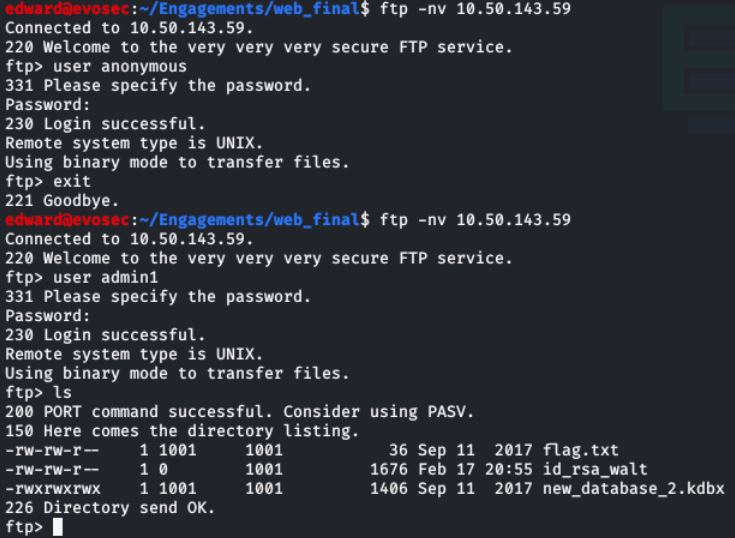 edward@evosec:~/Engagements/web_final$ ftp -nv 10.50.143.59
Connected to 10.50.143.59.
220 Welcome to the very very very secure FTP service.
ftp> user anonymous
331 Please specify the password.
Password:
230 Login successful.
Remote system type is UNIX.
Using binary mode to transfer files.
ftp> exit
221 Goodbye.
edward@evosec:~/Engagements/web_final$ ftp -nv 10.50.143.59
Connected to 10.50.143.59.
220 Welcome to the very very very secure FTP service.
ftp> user admin1
331 Please specify the password.
Password:
230 Login successful.
Remote system type is UNIX.
Using binary mode to transfer files.
ftp> ls
200 PORT command successful. Consider using PASV.
150 Here comes the directory listing.
-rw-rw-r--    1 1001     1001           36 Sep 11  2017 flag.txt
-rw-rw-r--    1 0        1001         1676 Feb 17 20:55 id_rsa_walt
-rwxrwxrwx    1 1001     1001         1406 Sep 11  2017 new_database_2.kdbx
226 Directory send OK.
ftp>